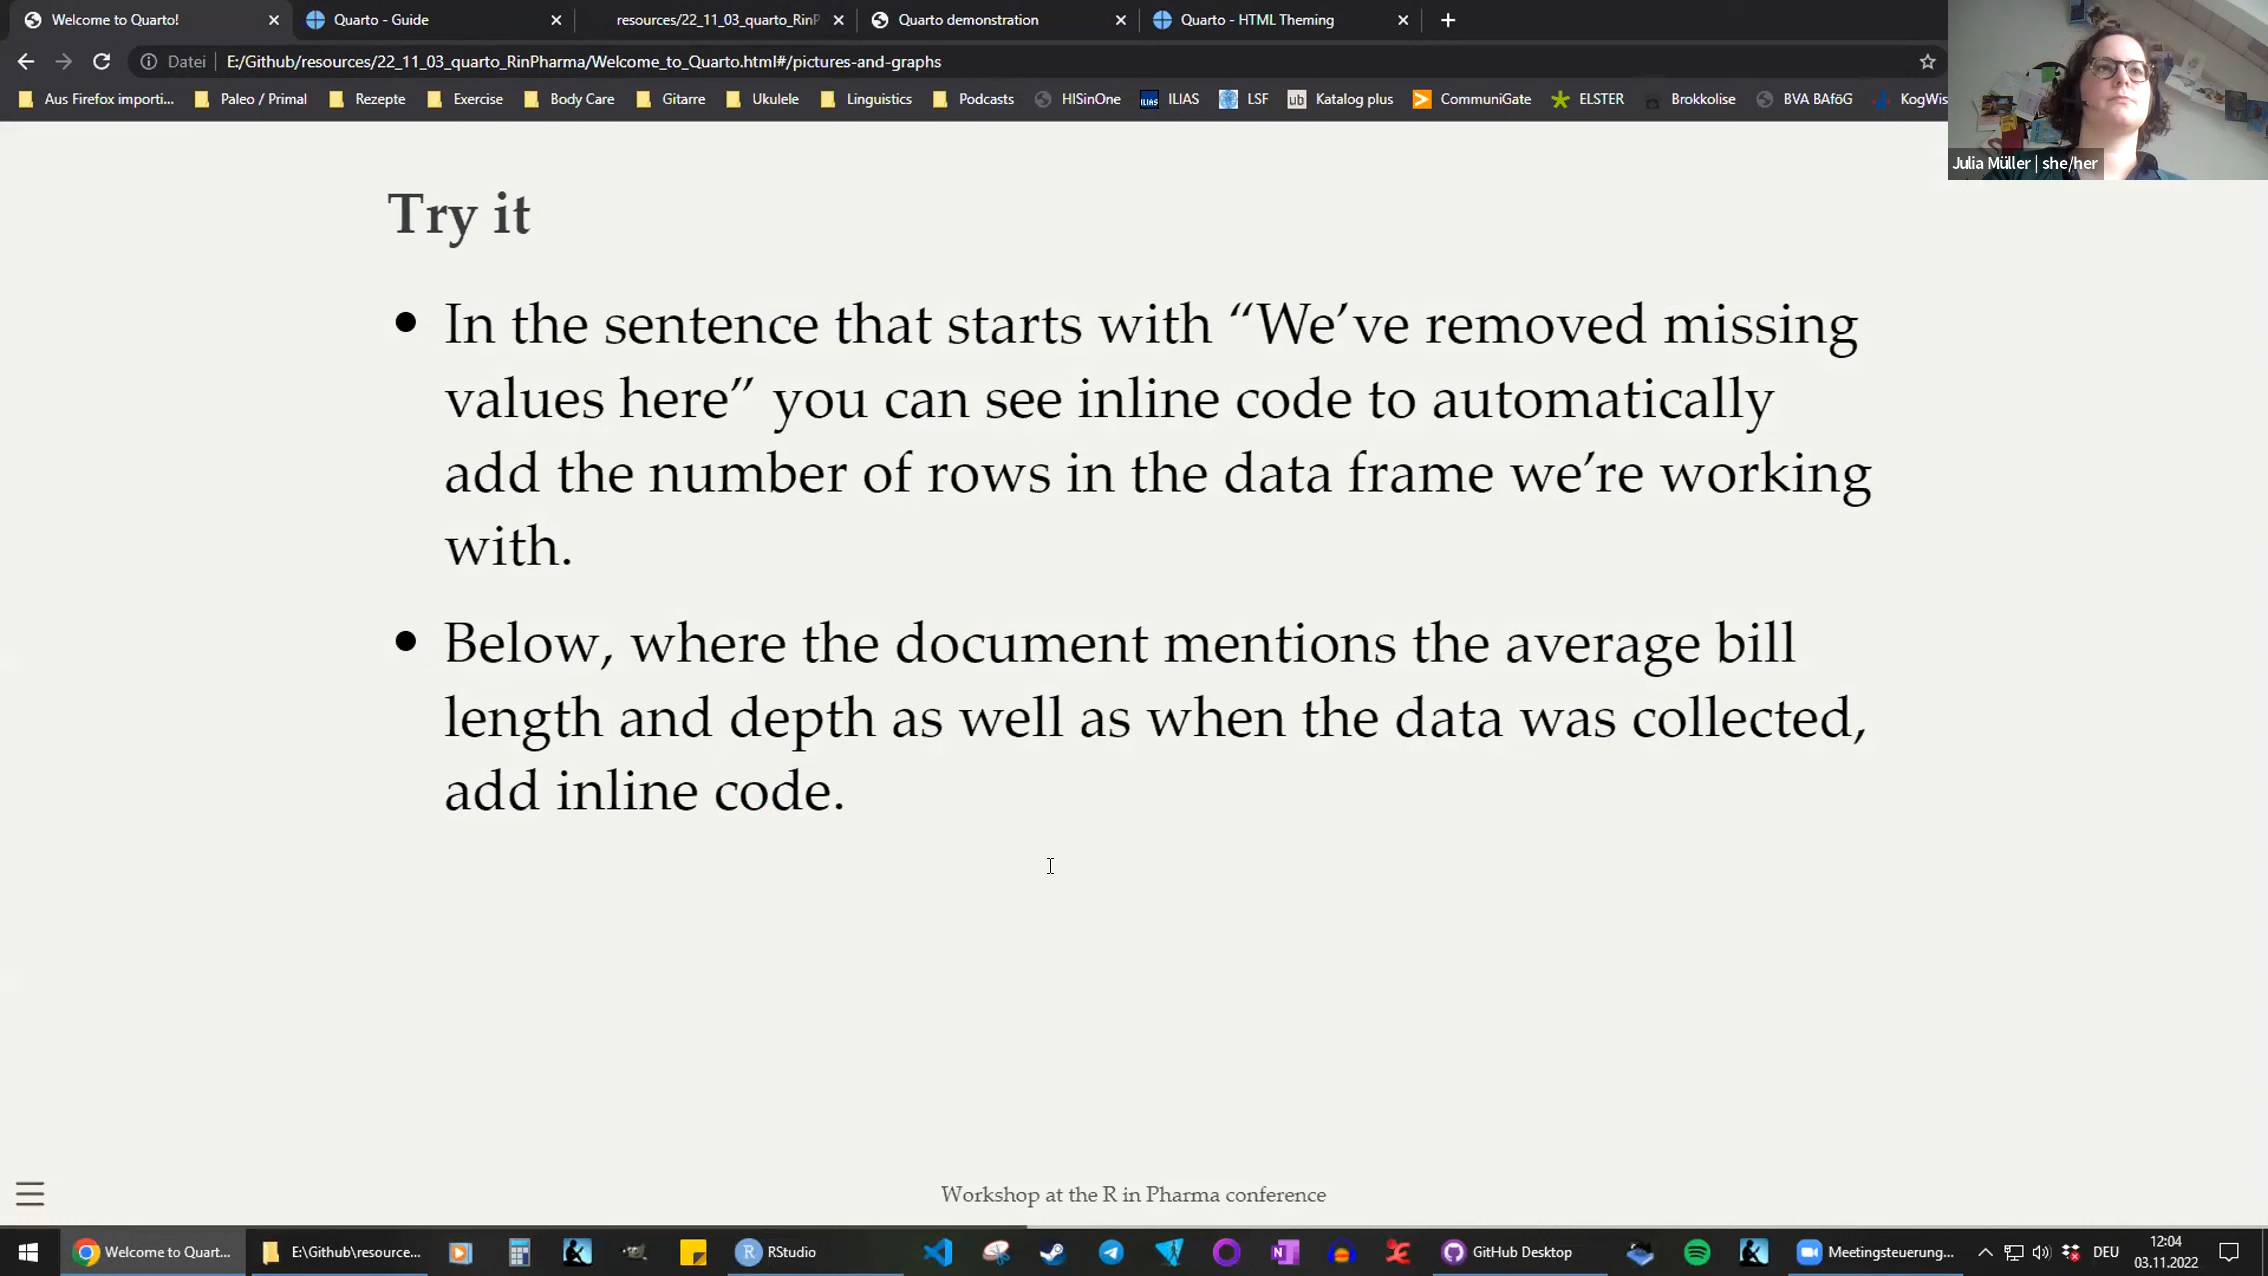 Welcome to Quarto!
Quarto - Guide
resources/22_11_03_quarto_RinP
Quarto demonstration
Quarto - HTML Theming
Datei
E:/Github/resources/22_11_03_quarto_RinPharma/Welcome_to_Quarto.html#/pictures-and-graphs
Aus Firefox importi...
Paleo / Primal
Rezepte
Exercise
Body Care
Gitarre
Ukulele
Linguistics
Podcasts
HISinOne
ILIAS
ILIAS
LSF
ub
Katalog plus
CommuniGate
ELSTER
Brokkolise
BVA BAföG
KogWis
Julia Müller | she/her
Try it
• In the sentence that starts with “We’ve removed missing
values here” you can see inline code to automatically
add the number of rows in the data frame we’re working
with.
• Below, where the document mentions the average bill
length and depth as well as when the data was collected,
add inline code.
Workshop at the R in Pharma conference
Welcome to Quart...
E:\Github\resource...
R
RStudio
N
GitHub Desktop
Meetingsteuerung...
DEU
12:04
03.11.2022